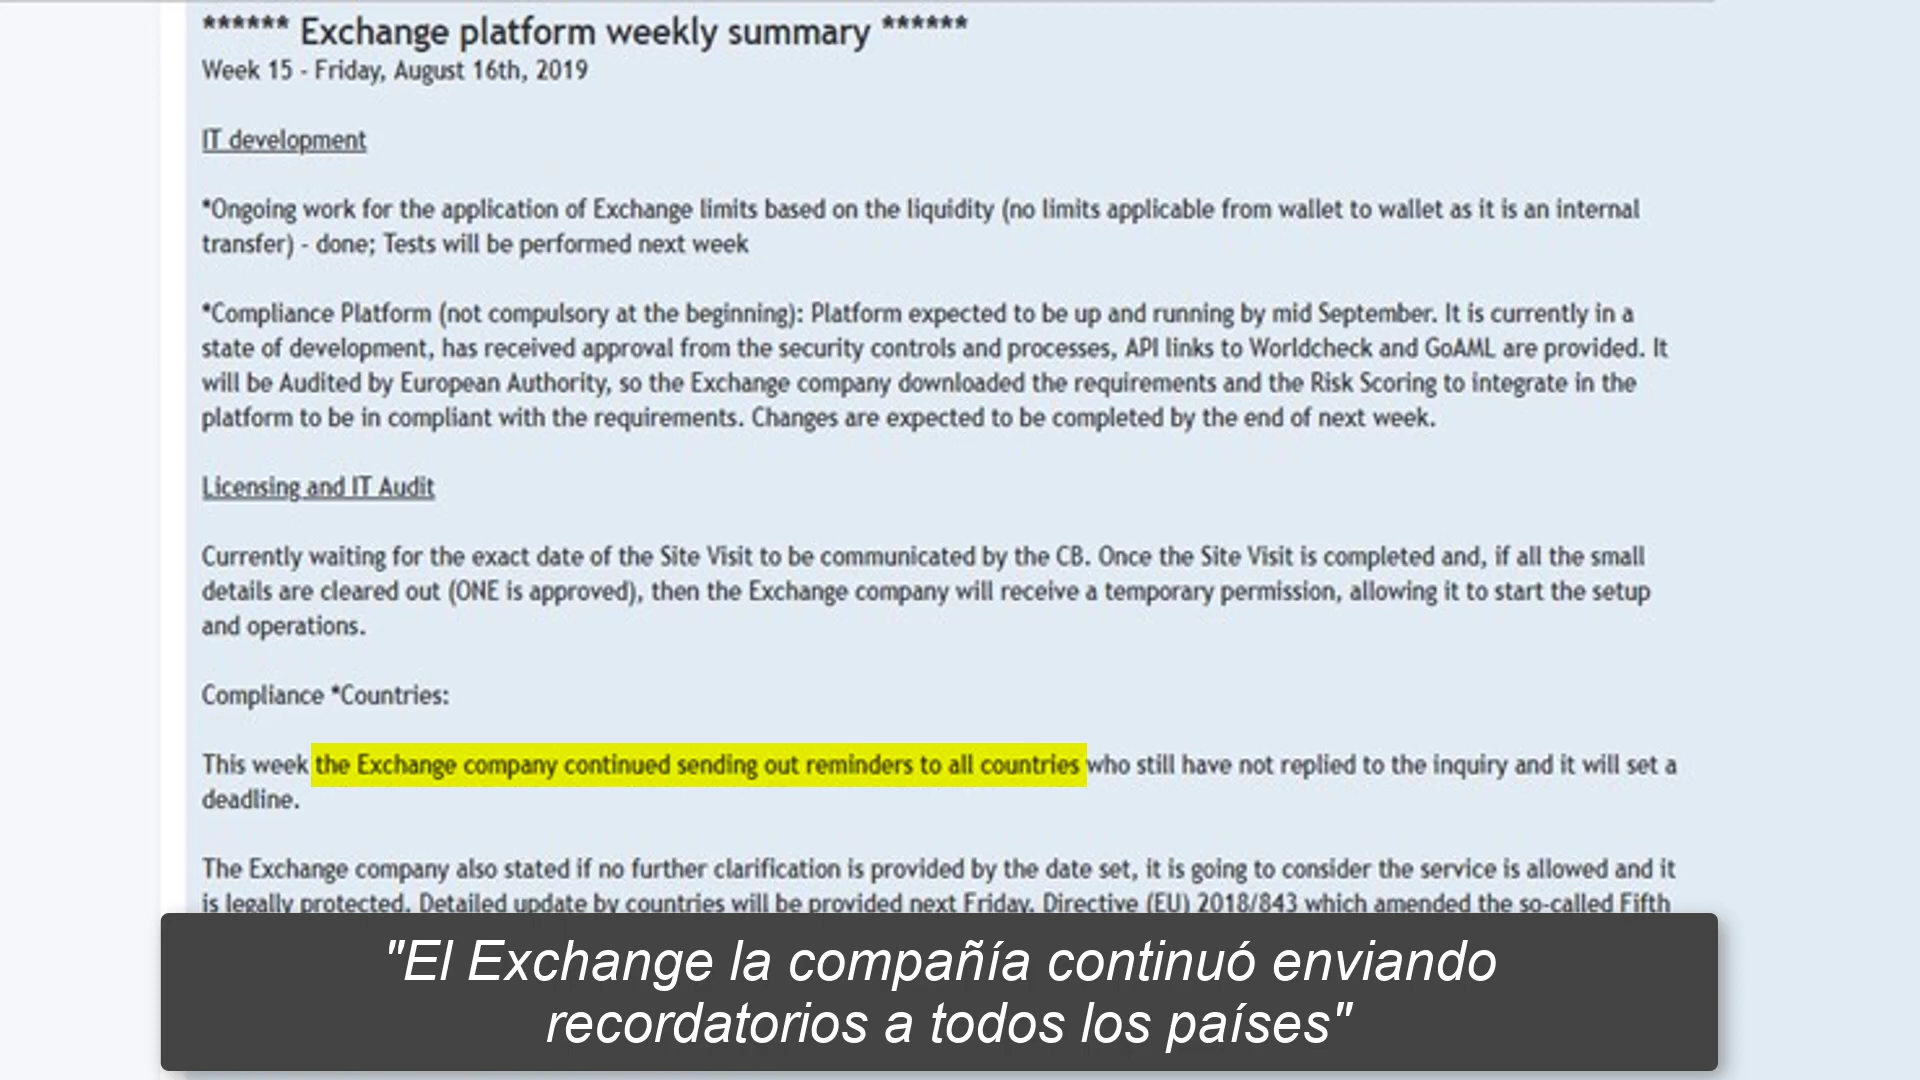 ****** Exchange platform weekly summary ******
Week 15 - Friday, August 16th, 2019
IT development
*Ongoing work for the application of Exchange limits based on the liquidity (no limits applicable from wallet to wallet as it is an internal
transfer) - done; Tests will be performed next week
*Compliance Platform (not compulsory at the beginning): Platform expected to be up and running by mid September. It is currently in a
state of development, has received approval from the security controls and processes, API links to Worldcheck and GoAML are provided. It
will be Audited by European Authority, so the Exchange company downloaded the requirements and the Risk Scoring to integrate in the
platform to be in compliant with the requirements. Changes are expected to be completed by the end of next week.
Licensing and IT Audit
Currently waiting for the exact date of the Site Visit to be communicated by the CB. Once the Site Visit is completed and, if all the small
details are cleared out (ONE is approved), then the Exchange company will receive a temporary permission, allowing it to start the setup
and operations.
Compliance *Countries:
This week the Exchange company continued sending out reminders to all countries who still have not replied to the inquiry and it will set a
deadline.
The Exchange company also stated if no further clarification is provided by the date set, it is going to consider the service is allowed and it
is legally protected. Detailed update by countries will be provided next Friday. Directive (EU) 2018/843 which amended the so-called Fifth
"El Exchange la compañía continuó enviando
recordatorios a todos los países"